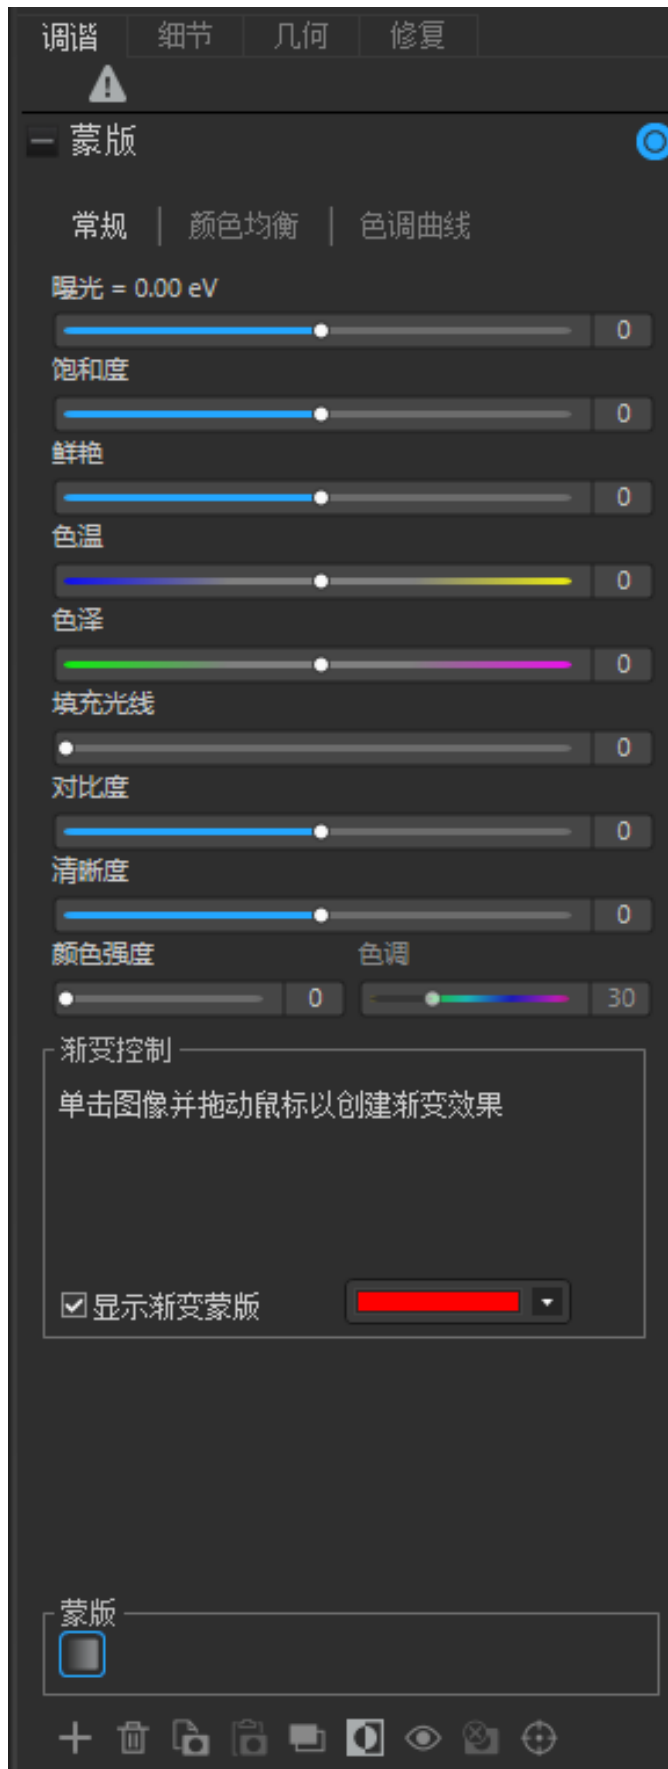 调谐 细节 几何 修复
蒙版
常规 | 颜色均衡 | 色调曲线
曝光 = 0.00 eV
0
饱和度
0
鲜艳
0
色温
0
色泽
0
填充光线
0
对比度
0
清晰度
0
颜色强度 色调
0 30
渐变控制
单击图像并拖动鼠标以创建渐变效果
显示渐变蒙版
蒙版